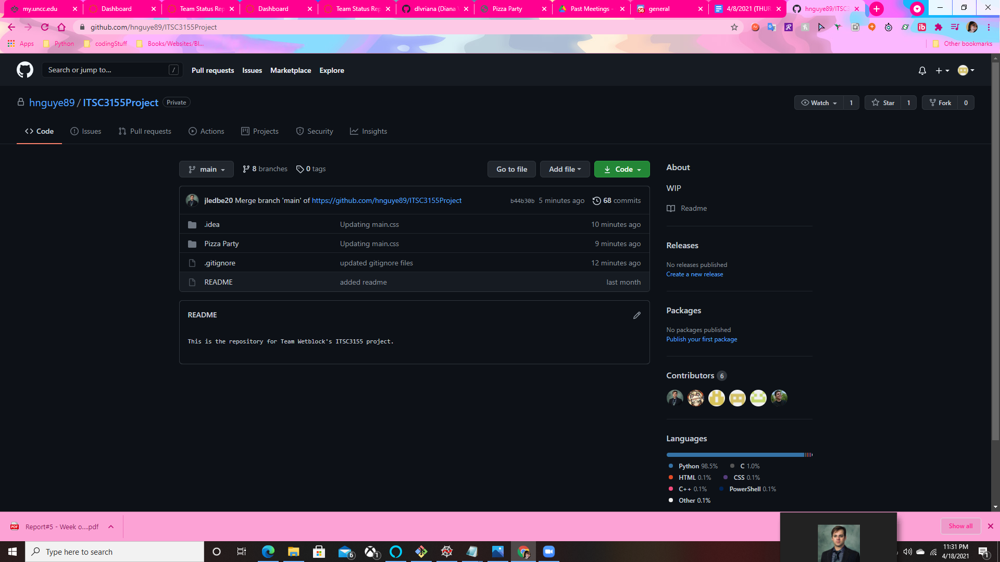 my.uncc.edu
Dashboard
Team Status Rep
Dashboard
Team Status Rep
dlvriana (Diana
Pizza Party
Past Meetings -
56
general
4/8/2021 (THUR
hnguye89/ITSC3
github.com/hnguye89/ITSC3155Project
Apps
Python
codingStuff
Books/Websites/Bl...
Other bookmarks
Search or jump to...
/
Pull requests
Issues
Marketplace
Explore
hnguye89 / ITSC3155Project
Private
Watch
1
Star
1
Fork
0
Code
Issues
Pull requests
Actions
Projects
Security
Insights
main
8 branches
0 tags
Go to file
Add file
Code
jledbe20 Merge branch 'main' of https://github.com/hnguye89/ITSC3155Project
b44b30b 5 minutes ago
68 commits
.idea
Updating main.css
10 minutes ago
Pizza Party
Updating main.css
9 minutes ago
.gitignore
updated gitignore files
12 minutes ago
README
added readme
last month
README
This is the repository for Team Wetblock's ITSC3155 project.
About
WIP
Readme
Releases
No releases published
Create a new release
Packages
No packages published
Publish your first package
Contributors 6
Languages
Python 98.5%
C 1.0%
HTML 0.1%
CSS 0.1%
C++ 0.1%
PowerShell 0.1%
Other 0.1%
PDF
Report#5 - Week o....pdf
Show all
Type here to search
6
1
11:31 PM
4/18/2021
1